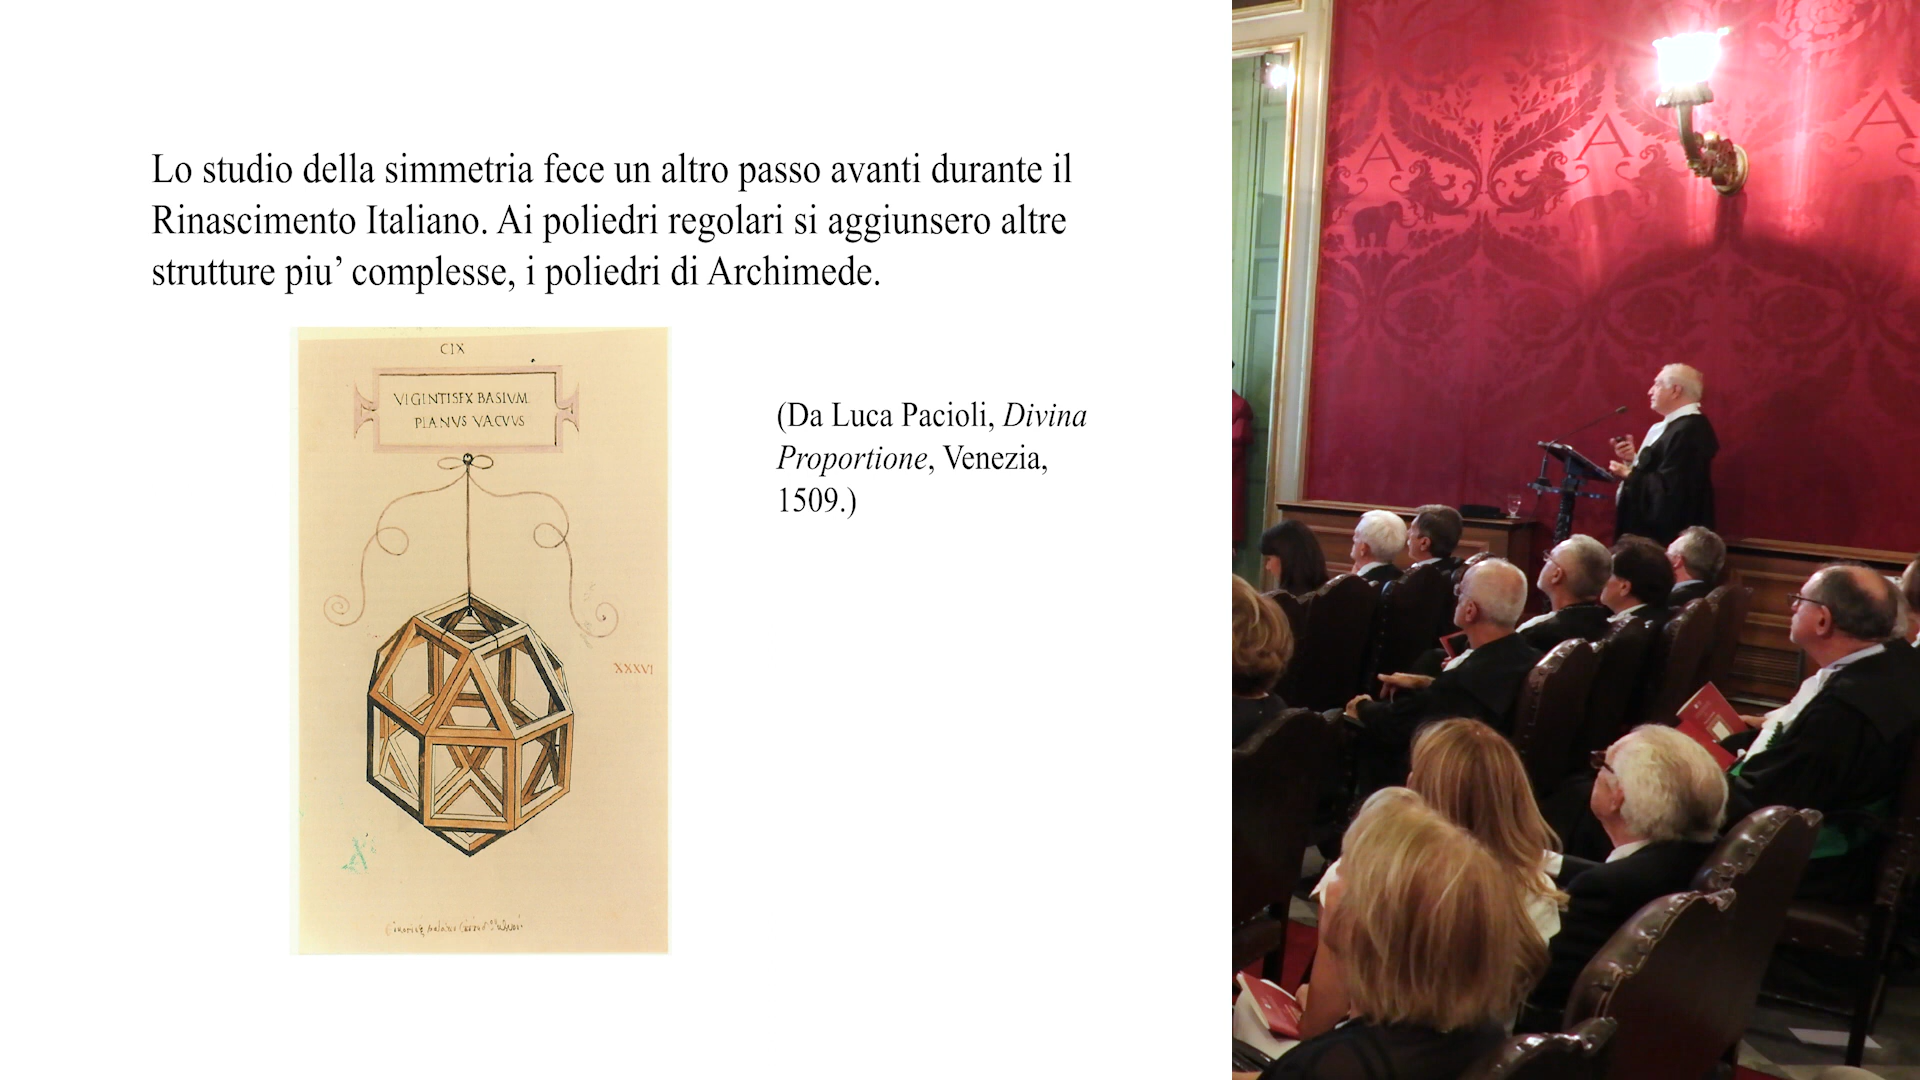 Lo studio della simmetria fece un altro passo avanti durante il
Rinascimento Italiano. Ai poliedri regolari si aggiunsero altre
strutture piu' complesse, i poliedri di Archimede.
CIX
VIGINTISEX BASIVM
PLANVS VACVVS
XXXVI
(Da Luca Pacioli, Divina
Proportione, Venezia,
1509.)
A A A